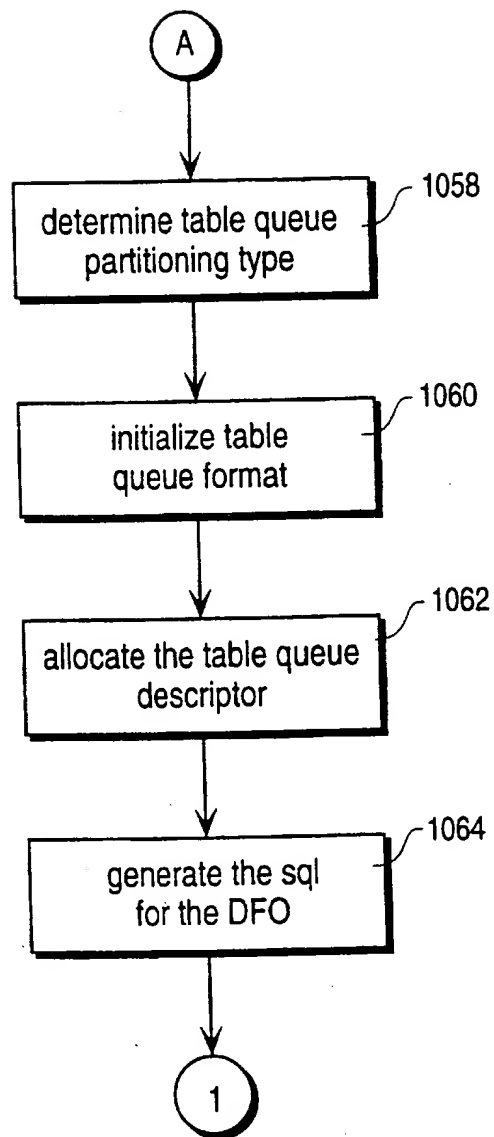 A
1058
determine table queue
partitioning type
1060
initialize table
queue format
1062
allocate the table queue
descriptor
1064
generate the sql
for the DFO
1